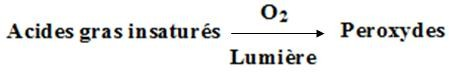 O₂
Acides gras insaturés → Peroxydes
Lumière